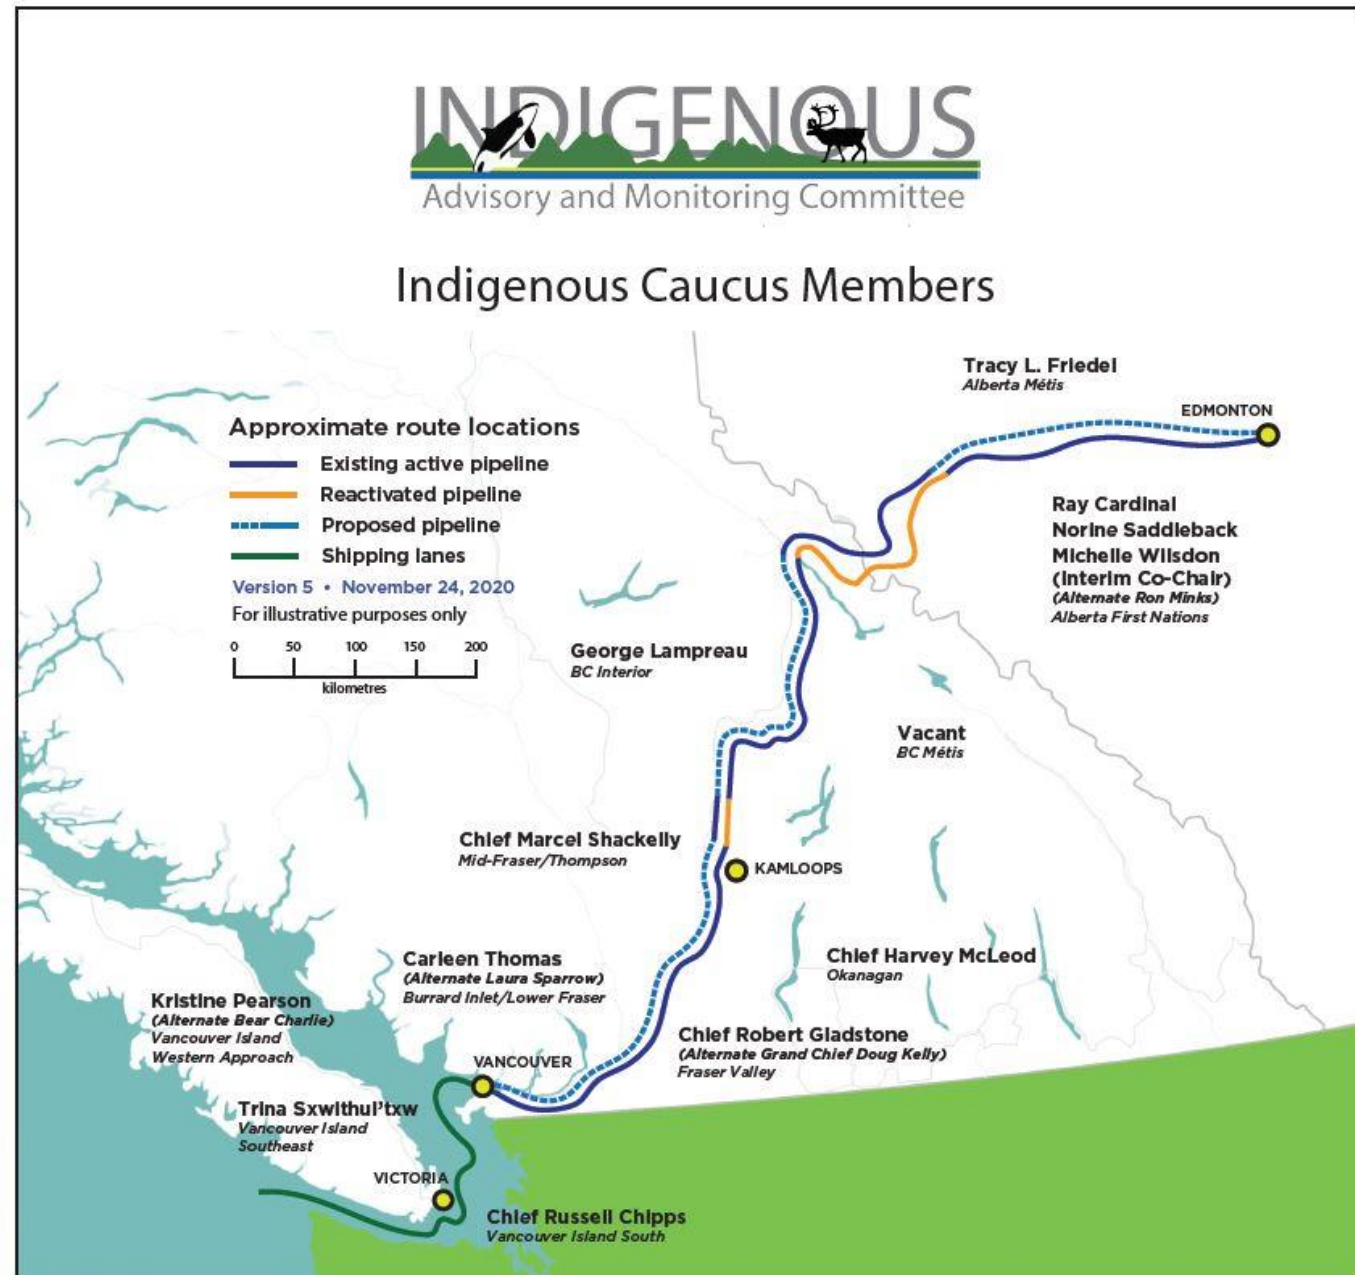 INDIGENOUS
Advisory and Monitoring Committee
Indigenous Caucus Members
Tracy L. Friedel
Alberta Métis
EDMONTON
Approximate route locations
Existing active pipeline
Reactivated pipeline
Proposed pipeline
Shipping lanes
Version 5 • November 24, 2020
For illustrative purposes only
0 50 100 150 200
kilometres
Ray Cardinal
Norine Saddleback
Michelle Wilsdon
(Interim Co-Chair)
(Alternate Ron Minks)
Alberta First Nations
George Lampreau
BC Interior
Vacant
BC Métis
Chief Marcel Shackelly
Mid-Fraser/Thompson
KAMLOOPS
Carleen Thomas
(Alternate Laura Sparrow)
Burrard Inlet/Lower Fraser
Chief Harvey McLeod
Okanagan
Kristine Pearson
(Alternate Bear Charlie)
Vancouver Island
Western Approach
Chief Robert Gladstone
(Alternate Grand Chief Doug Kelly)
Fraser Valley
VANCOUVER
Trina Sxwithul'txw
Vancouver Island
Southeast
VICTORIA
Chief Russell Chipps
Vancouver Island South